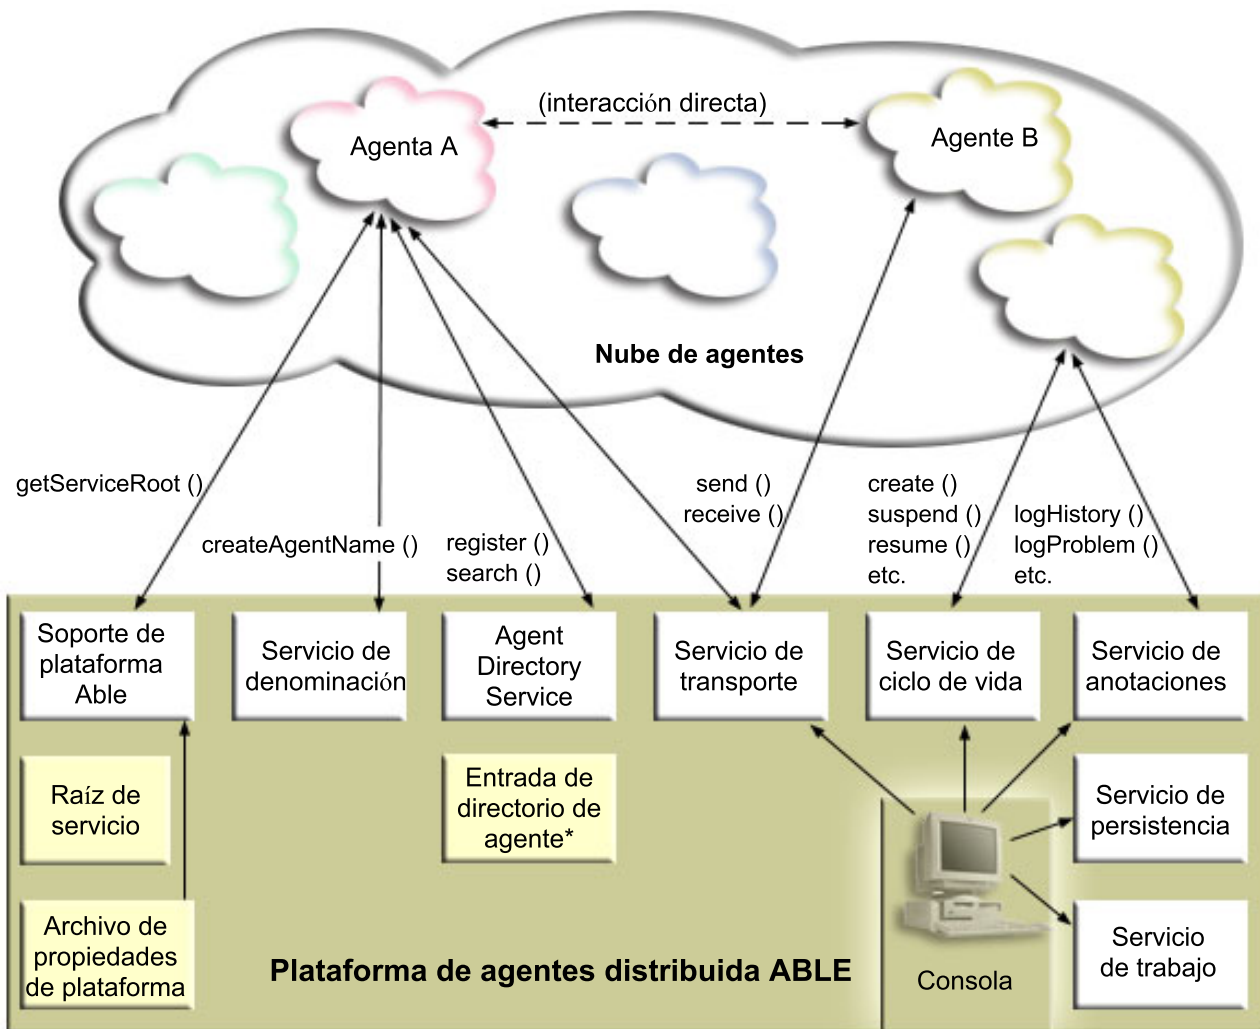 (interacción directa)
Agenta A
Agente B
Nube de agentes
getServiceRoot ()
createAgentName ()
register ()
search ()
send ()
receive ()
create ()
suspend ()
resume ()
etc.
logHistory ()
logProblem ()
etc.
Soporte de
plataforma
Able
Servicio de
denominación
Agent
Directory
Service
Servicio de
transporte
Servicio de
ciclo de vida
Servicio de
anotaciones
Raíz de
servicio
Entrada de
directorio de
agente*
Servicio de
persistencia
Archivo de
propiedades
de plataforma
Plataforma de agentes distribuida ABLE
Consola
Servicio
de trabajo